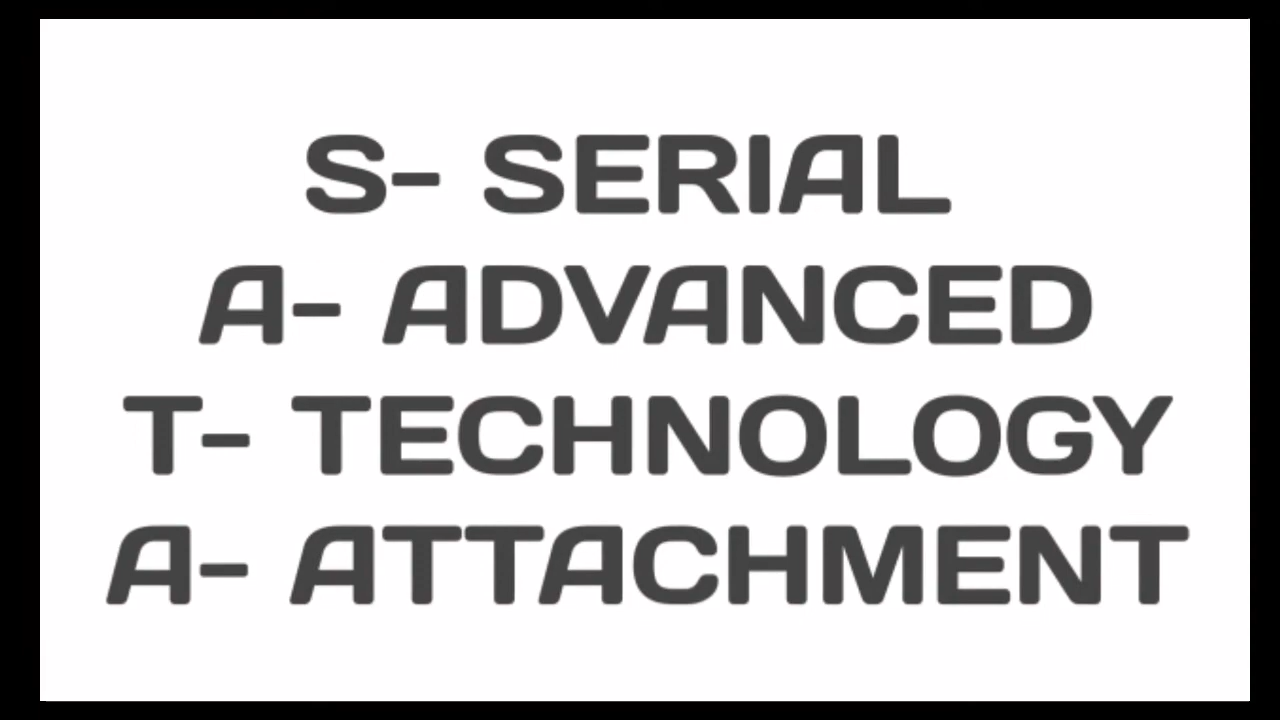 S- SERIAL
A- ADVANCED
T- TECHNOLOGY
A- ATTACHMENT